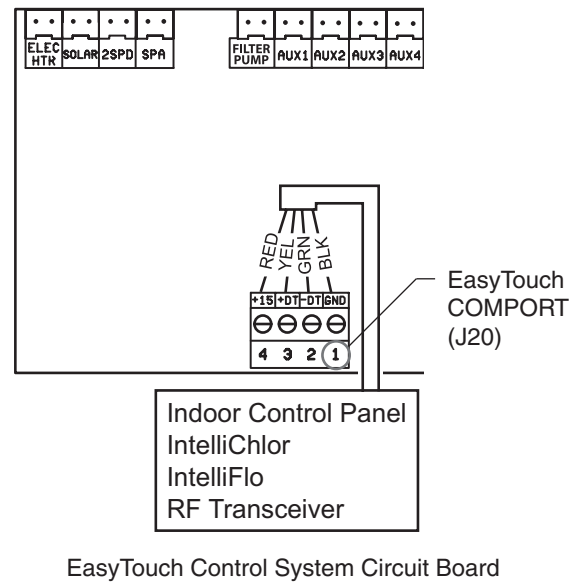 ELEC
HTR
SOLAR
2SPD
SPA
FILTER
PUMP
AUX1
AUX2
AUX3
AUX4
RED
YEL
GRN
BLK
+15 +DT -DT GND
4 3 2 1
EasyTouch
COMPORT
(J20)
Indoor Control Panel
IntelliChlor
IntelliFlo
RF Transceiver
EasyTouch Control System Circuit Board